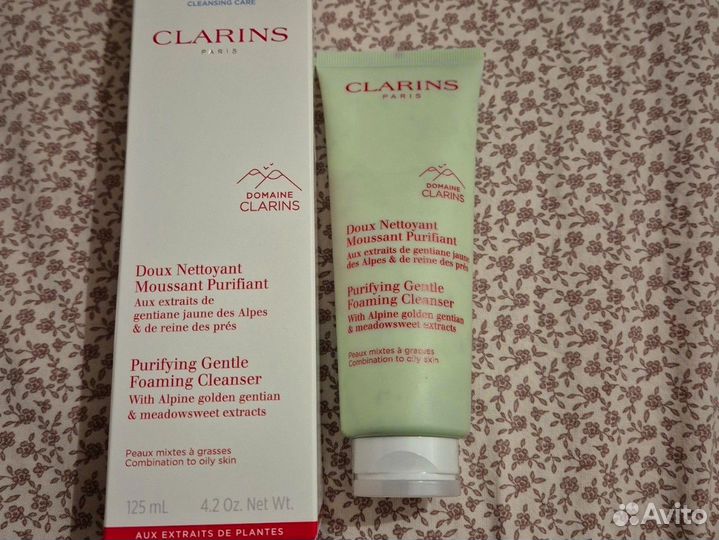 CLEANSING CARE
CLARINS
PARIS
DOMAINE
CLARINS
Doux Nettoyant
Moussant Purifiant
Aux extraits de
gentiane jaune des Alpes
& de reine des prés
Purifying Gentle
Foaming Cleanser
With Alpine golden gentian
& meadowsweet extracts
Peaux mixtes à grasses
Combination to oily skin
125 mL 4.2 Oz. Net Wt.
AUX EXTRAITS DE PLANTES
CLARINS
PARIS
DOMAINE
CLARINS
Doux Nettoyant
Moussant Purifiant
Aux extraits de gentiane jaune
des Alpes & de reine des prés
Purifying Gentle
Foaming Cleanser
With Alpine golden gentian
& meadowsweet extracts
Peaux mixtes à grasses
Combination to oily skin
Avito